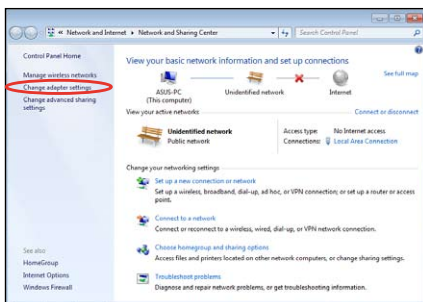 « Network and Internet ▸ Network and Sharing Center
Search Control Panel
Control Panel Home
Manage wireless networks
Change adapter settings
Change advanced sharing
settings
See also
HomeGroup
Internet Options
Windows Firewall
View your basic network information and set up connections
See full map
ASUS-PC
(This computer)
Unidentified network
Internet
View your active networks
Connect or disconnect
Unidentified network
Public network
Access type: No Internet access
Connections: Local Area Connection
Change your networking settings
Set up a new connection or network
Set up a wireless, broadband, dial-up, ad hoc, or VPN connection; or set up a router or access
point.
Connect to a network
Connect or reconnect to a wireless, wired, dial-up, or VPN network connection.
Choose homegroup and sharing options
Access files and printers located on other network computers, or change sharing settings.
Troubleshoot problems
Diagnose and repair network problems, or get troubleshooting information.